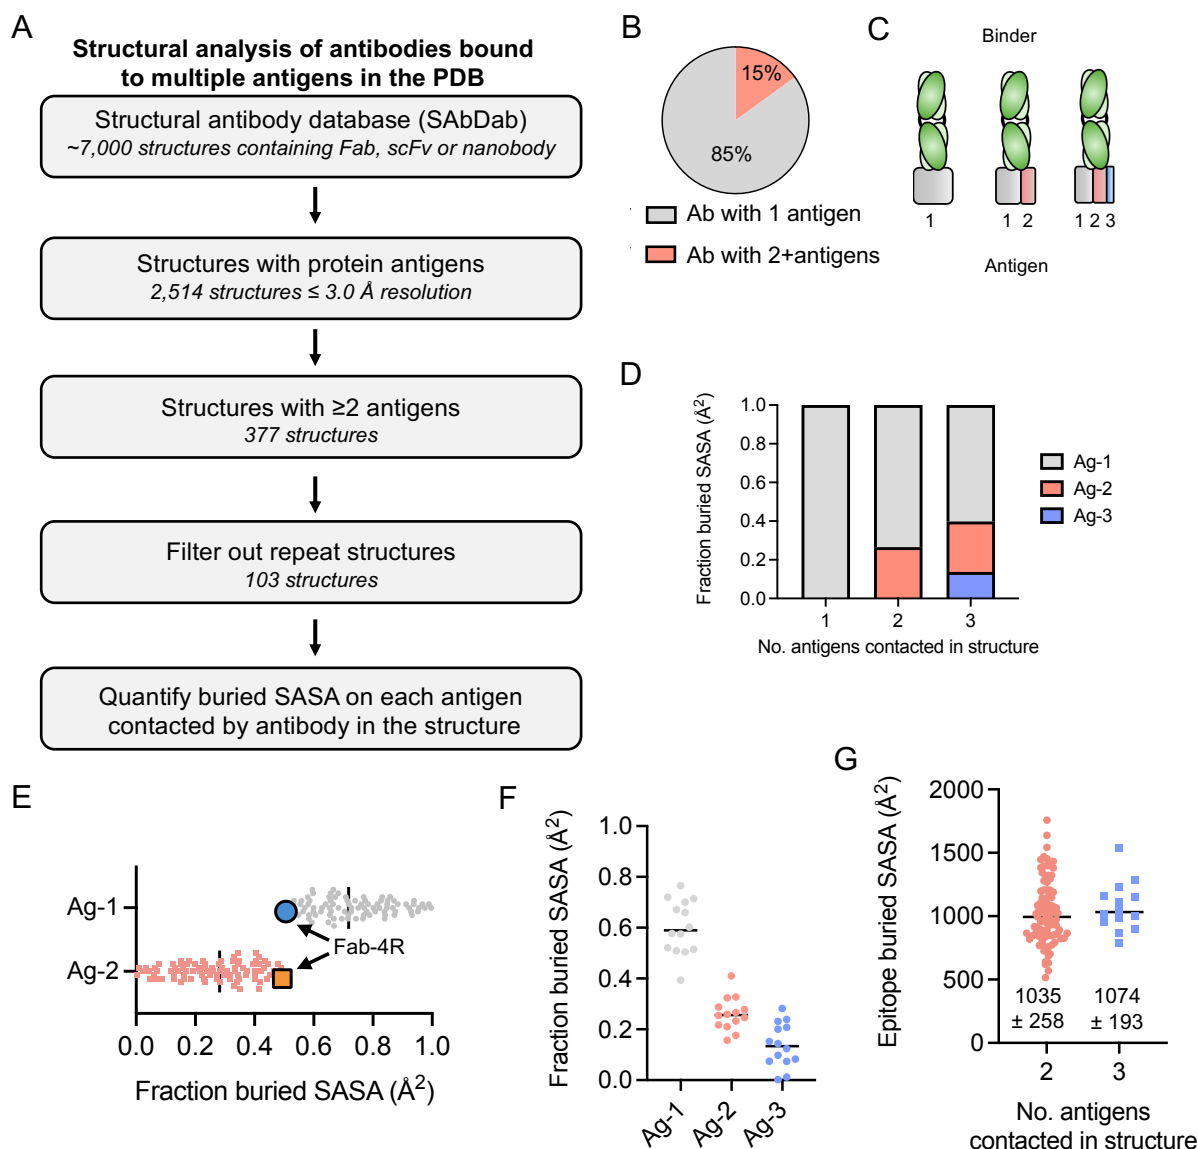 A
Structural analysis of antibodies bound
to multiple antigens in the PDB
Structural antibody database (SAbDab)
~7,000 structures containing Fab, scFv or nanobody
Structures with protein antigens
2,514 structures ≤ 3.0 Å resolution
Structures with ≥2 antigens
377 structures
Filter out repeat structures
103 structures
Quantify buried SASA on each antigen
contacted by antibody in the structure
B
15%
85%
Ab with 1 antigen
Ab with 2+antigens
C
Binder
1
1 2
1 2 3
Antigen
D
Fraction buried SASA (Å²)
1.0
0.8
0.6
0.4
0.2
0.0
1
2
3
No. antigens contacted in structure
Ag-1
Ag-2
Ag-3
E
Ag-1
Ag-2
Fab-4R
0.0 0.2 0.4 0.6 0.8 1.0
Fraction buried SASA (Å²)
F
Fraction buried SASA (Å²)
1.0
0.8
0.6
0.4
0.2
0.0
Ag-1
Ag-2
Ag-3
G
Epitope buried SASA (Å²)
2000
1500
1000
500
0
1035
± 258
1074
± 193
2
3
No. antigens
contacted in structure